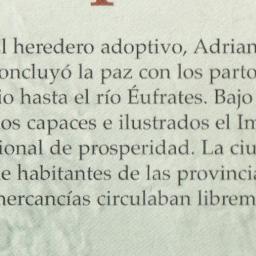 l heredero adoptivo, Adrian
oncluyó la paz con los parto
io hasta el río Éufrates. Bajo
os capaces e ilustrados el Im
ional de prosperidad. La ciu
e habitantes de las provincia
nercancías circulaban librem